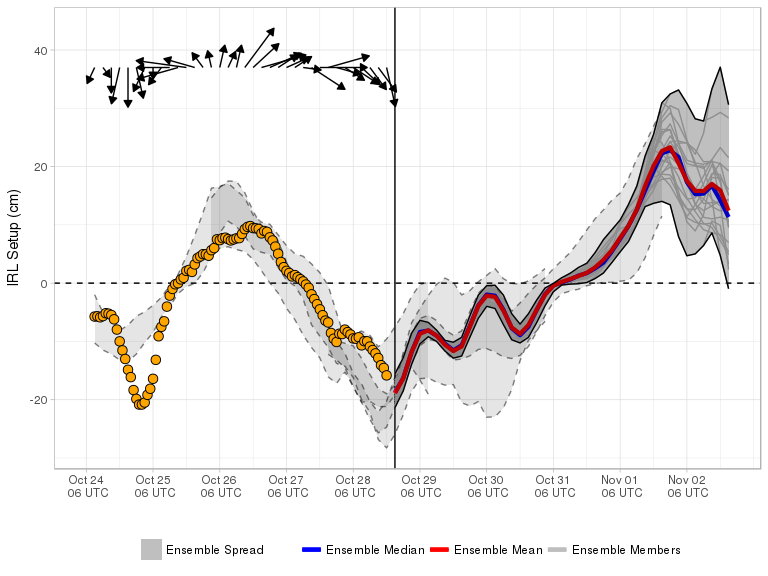 IRL Setup (cm)
40
20
0
-20
Oct 24 Oct 25 Oct 26 Oct 27 Oct 28 Oct 29 Oct 30 Oct 31 Nov 01 Nov 02
06 UTC 06 UTC 06 UTC 06 UTC 06 UTC 06 UTC 06 UTC 06 UTC 06 UTC 06 UTC
Ensemble Spread Ensemble Median Ensemble Mean Ensemble Members